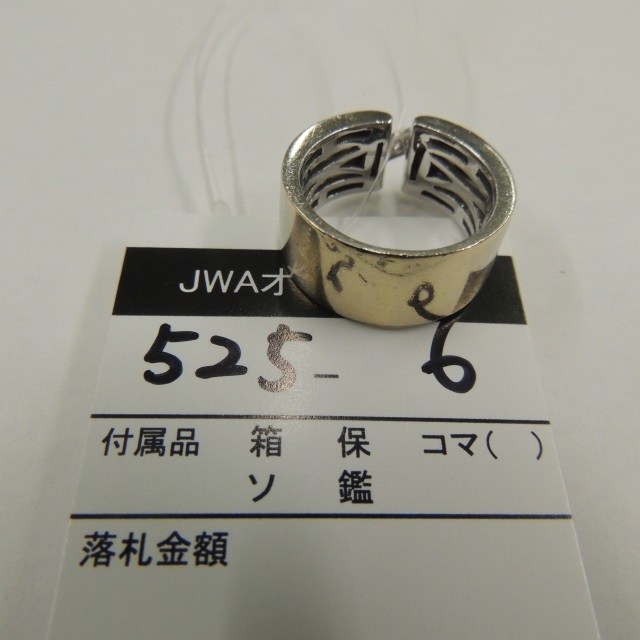 JWAオ
525-6
付属品 箱 保 コマ( )
ソ 鑑
落札金額